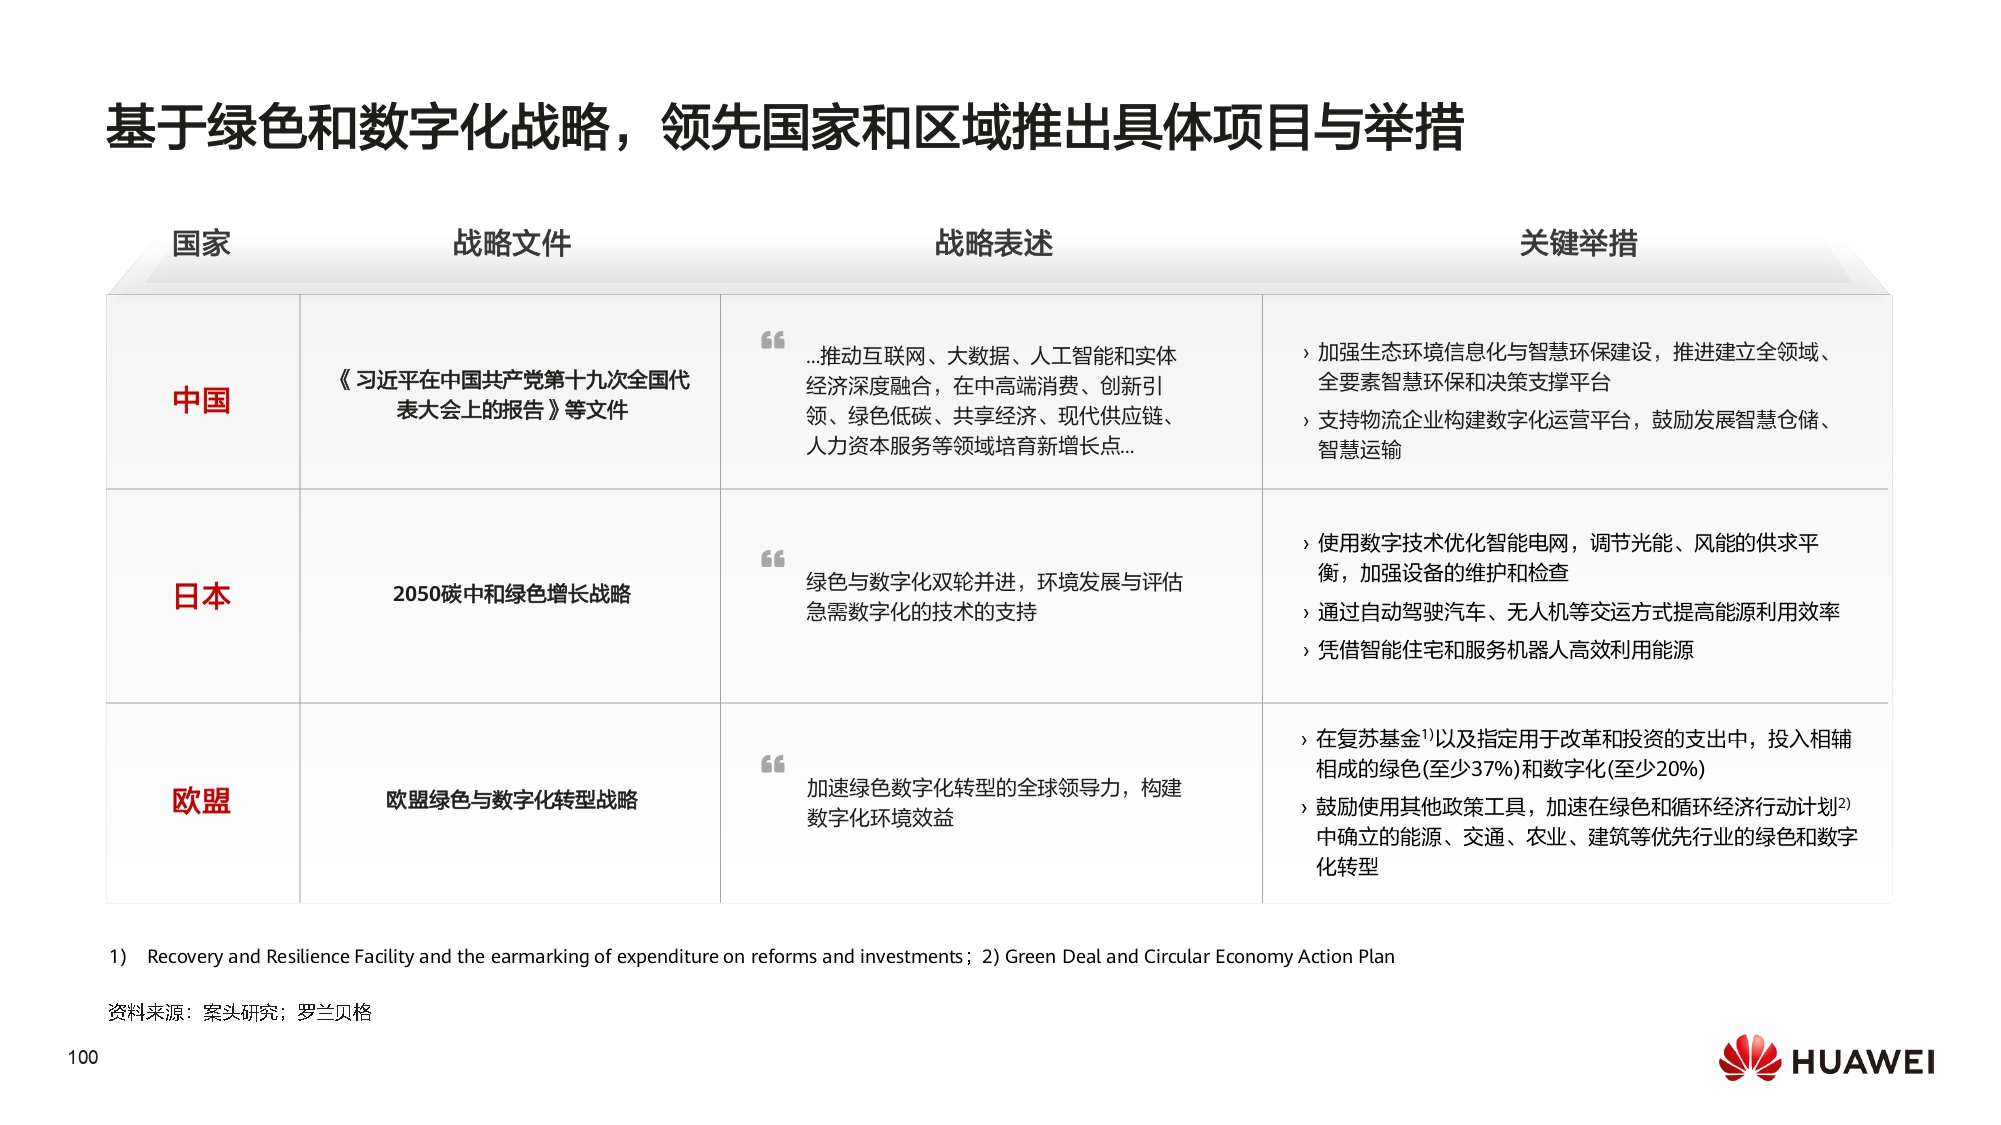 基于绿色和数字化战略，领先国家和区域推出具体项目与举措
国家
战略文件
战略表述
关键举措
中国
《 习近平在中国共产党第十九次全国代
表大会上的报告 》等文件
...推动互联网、大数据、人工智能和实体
经济深度融合，在中高端消费、创新引
领、绿色低碳、共享经济、现代供应链、
人力资本服务等领域培育新增长点...
› 加强生态环境信息化与智慧环保建设，推进建立全领域、
全要素智慧环保和决策支撑平台
› 支持物流企业构建数字化运营平台，鼓励发展智慧仓储、
智慧运输
日本
2050碳中和绿色增长战略
绿色与数字化双轮并进，环境发展与评估
急需数字化的技术的支持
› 使用数字技术优化智能电网，调节光能、风能的供求平
衡，加强设备的维护和检查
› 通过自动驾驶汽车、无人机等交运方式提高能源利用效率
› 凭借智能住宅和服务机器人高效利用能源
欧盟
欧盟绿色与数字化转型战略
加速绿色数字化转型的全球领导力，构建
数字化环境效益
› 在复苏基金1)以及指定用于改革和投资的支出中，投入相辅
相成的绿色(至少37%)和数字化(至少20%)
› 鼓励使用其他政策工具，加速在绿色和循环经济行动计划2)
中确立的能源、交通、农业、建筑等优先行业的绿色和数字
化转型
1) Recovery and Resilience Facility and the earmarking of expenditure on reforms and investments；2) Green Deal and Circular Economy Action Plan
资料来源：案头研究；罗兰贝格
100
HUAWEI